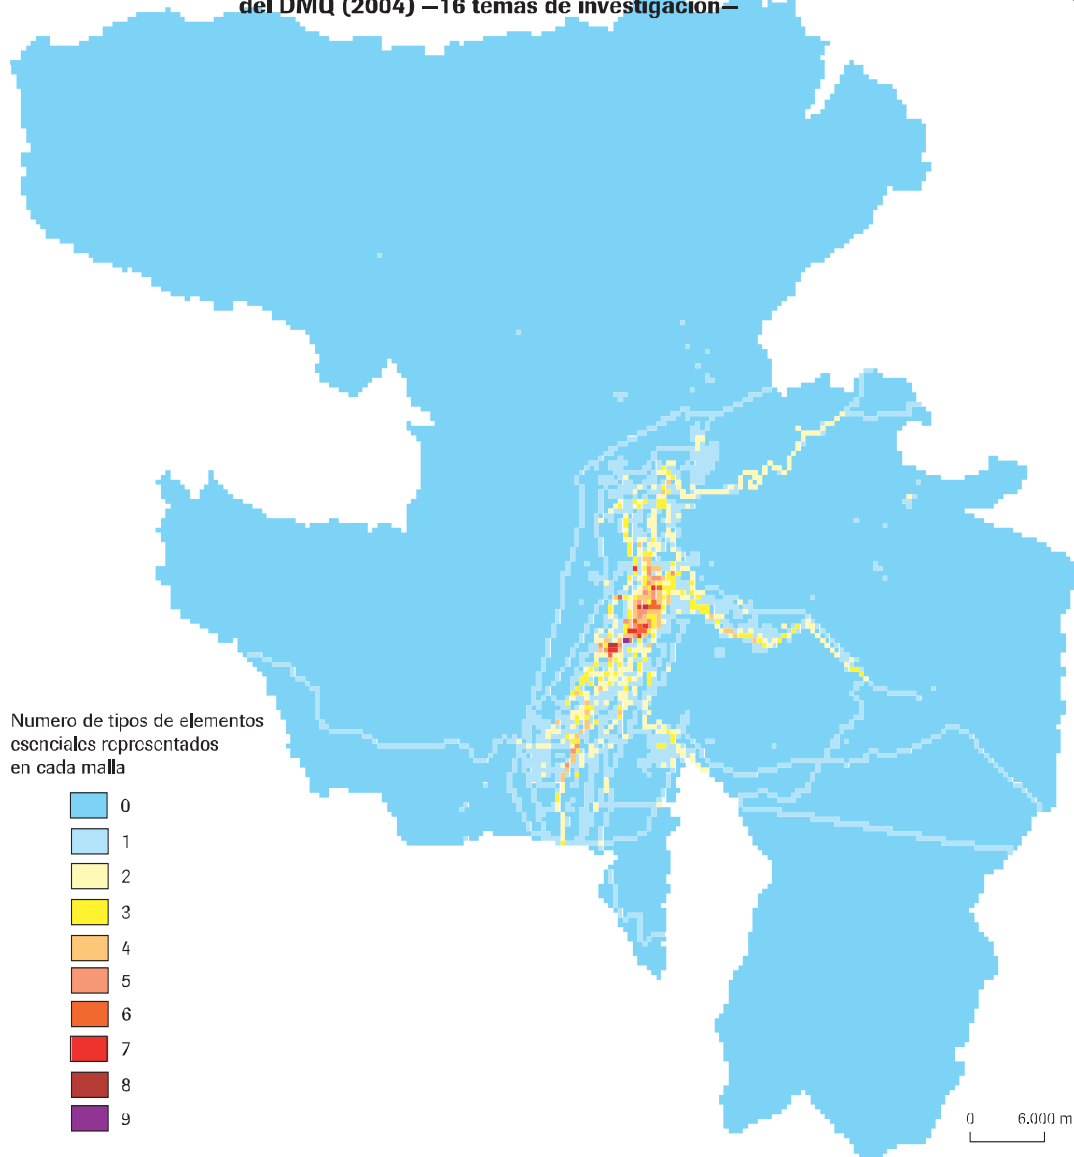 del DMQ (2004) —16 temas de investigación—
Numero de tipos de elementos
esenciales representados
en cada malla
0
1
2
3
4
5
6
7
8
9
0 6.000 m